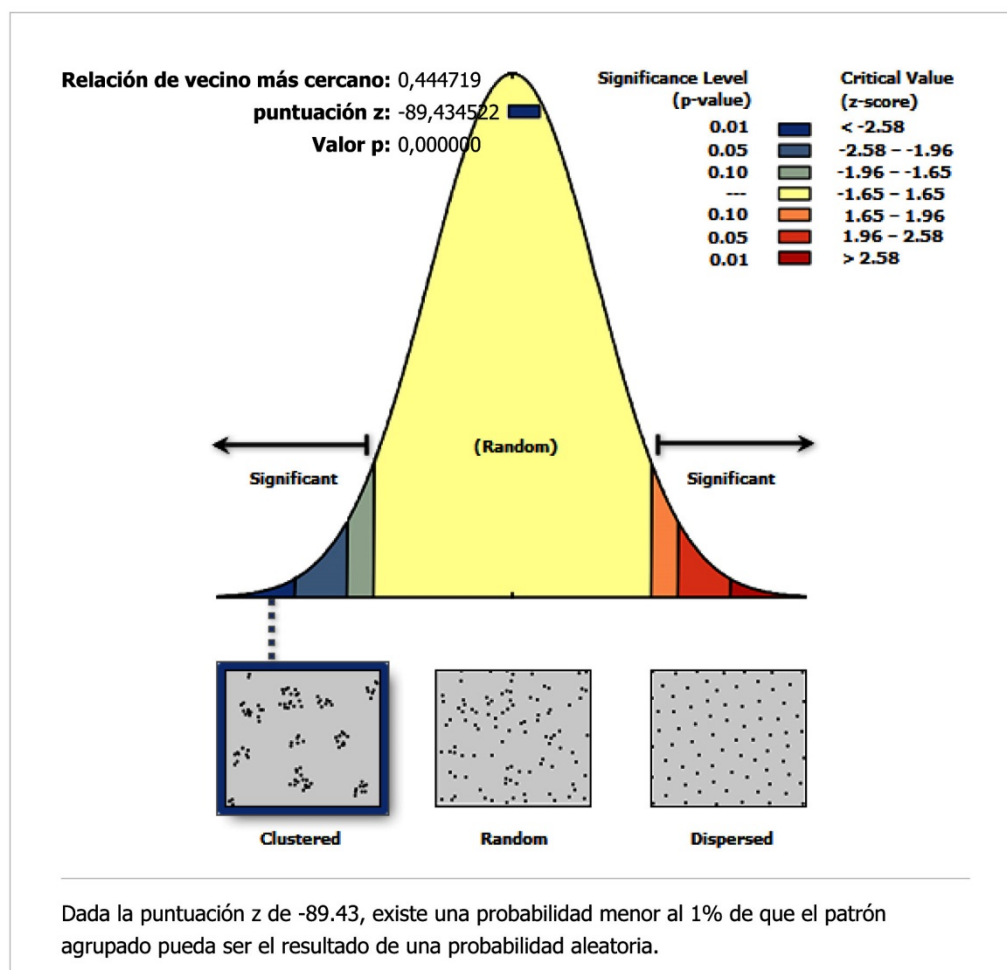 Relación de vecino más cercano: 0,444719
puntuación z: -89,434522
Valor p: 0,000000
Significance Level
(p-value)
Critical Value
(z-score)
0.01 < -2.58
0.05 -2.58 – -1.96
0.10 -1.96 – -1.65
--- -1.65 – 1.65
0.10 1.65 – 1.96
0.05 1.96 – 2.58
0.01 > 2.58
(Random)
Significant
Significant
Clustered
Random
Dispersed
Dada la puntuación z de -89.43, existe una probabilidad menor al 1% de que el patrón
agrupado pueda ser el resultado de una probabilidad aleatoria.